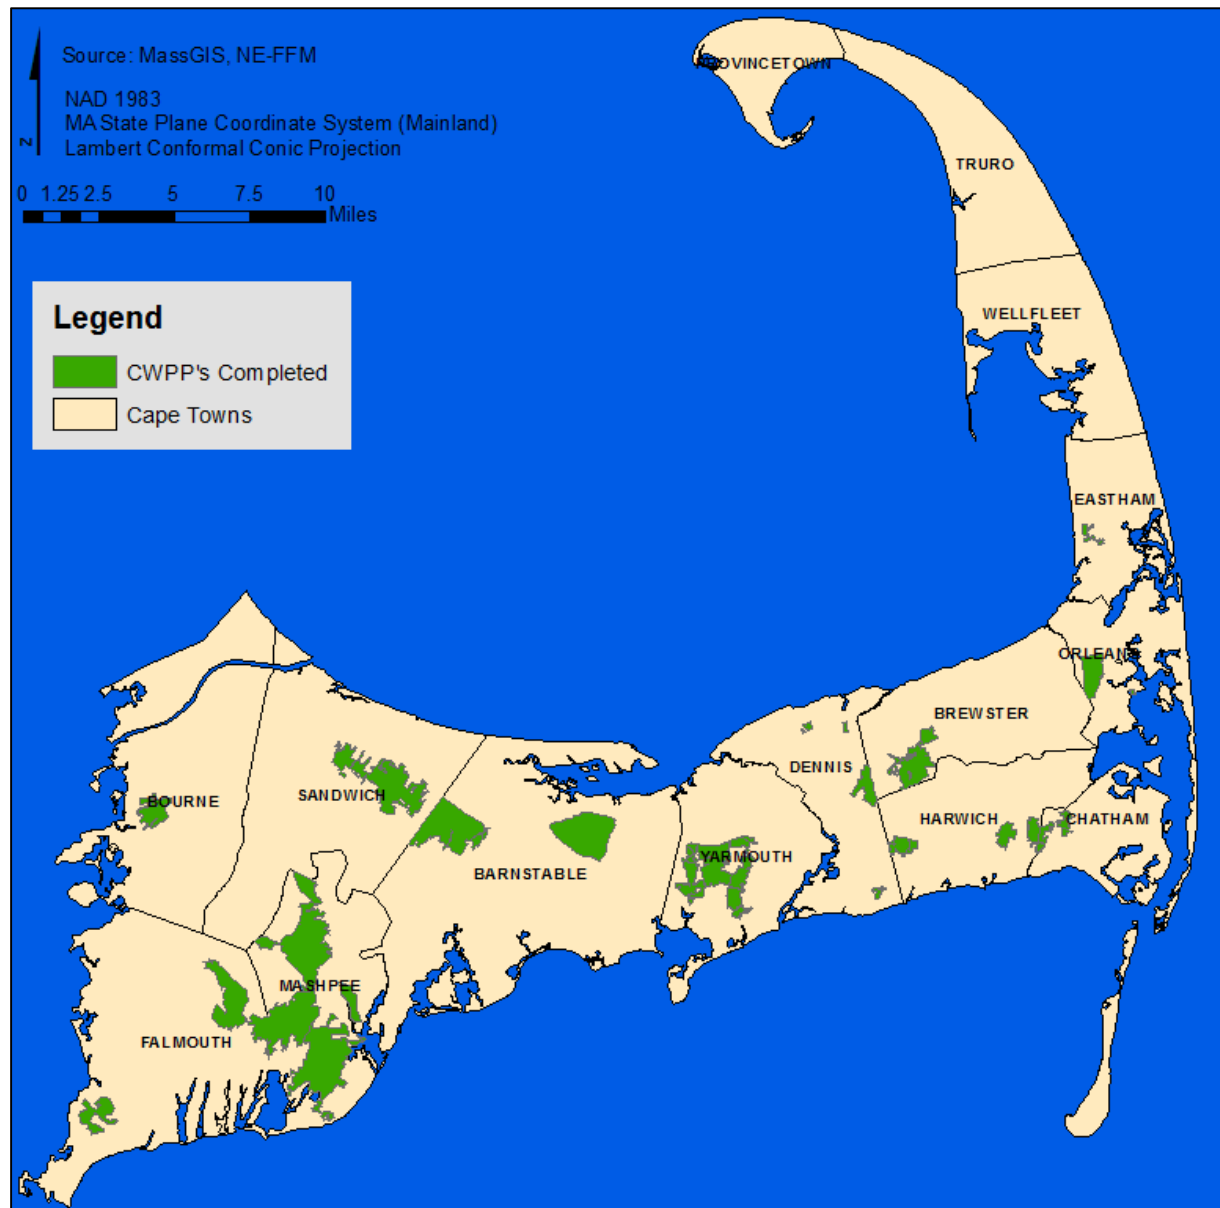 Source: MassGIS, NE-FFM
NAD 1983
MA State Plane Coordinate System (Mainland)
Lambert Conformal Conic Projection
N
0 1.25 2.5 5 7.5 10
Miles
Legend
CWPP's Completed
Cape Towns
PROVINCETOWN
TRURO
WELLFLEET
EASTHAM
ORLEANS
BREWSTER
DENNIS
HARWICH
CHATHAM
YARMOUTH
BARNSTABLE
SANDWICH
BOURNE
MASHPEE
FALMOUTH